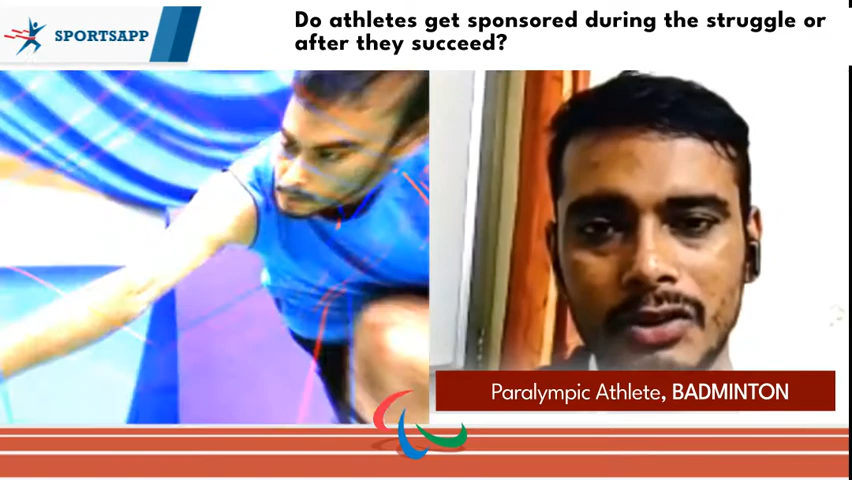 SPORTSAPP
Do athletes get sponsored during the struggle or
after they succeed?
Paralympic Athlete, BADMINTON